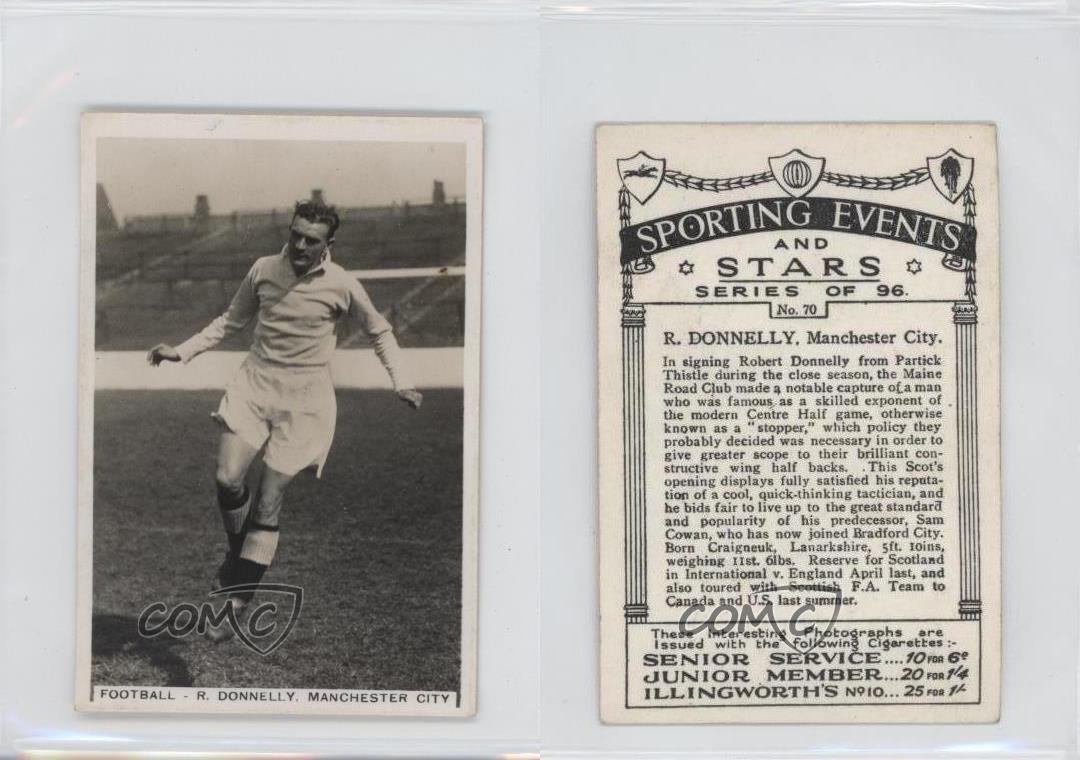 FOOTBALL - R. DONNELLY. MANCHESTER CITY
COMC
SPORTING EVENTS
AND
STARS
SERIES OF 96.
No. 70
R. DONNELLY, Manchester City.
In signing Robert Donnelly from Partick
Thistle during the close season, the Maine
Road Club made a notable capture of a man
who was famous as a skilled exponent of
the modern Centre Half game, otherwise
known as a "stopper," which policy they
probably decided was necessary in order to
give greater scope to their brilliant con-
structive wing half backs. This Scot's
opening displays fully satisfied his reputa-
tion of a cool, quick-thinking tactician, and
he bids fair to live up to the great standard
and popularity of his predecessor, Sam
Cowan, who has now joined Bradford City.
Born Craigneuk, Lanarkshire, 5ft. 10ins,
weighing 11st. 6lbs. Reserve for Scotland
in International v. England April last, and
also toured with Scottish F.A. Team to
Canada and U.S. last summer.
COMC
These Interesting Photographs are
Issued with the following Cigarettes:-
SENIOR SERVICE....10 FOR 6D
JUNIOR MEMBER...20 FOR 1/4
ILLINGWORTH'S No10...25 FOR 1/-